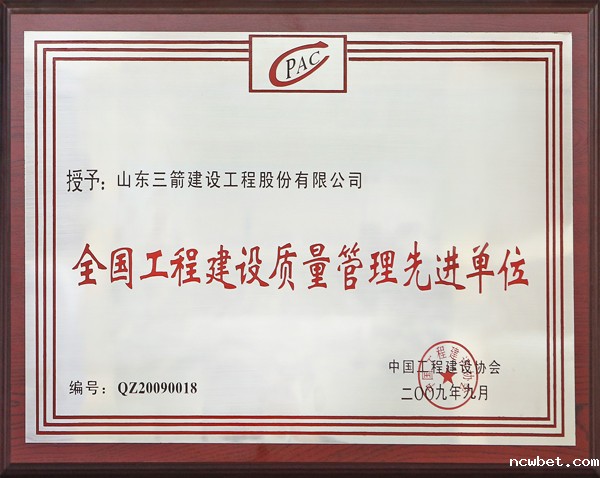 CPAC
授予：山东三箭建设工程股份有限公司
全国工程建设质量管理先进单位
中国工程建设协会
二〇〇九年九月
编号：QZ20090018
ncwbet.com